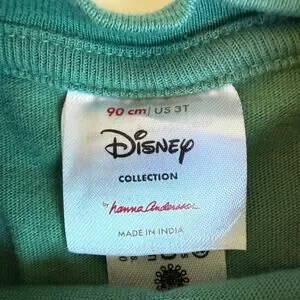 90 cm / US 3T
Disney
COLLECTION
by hanna andersson
MADE IN INDIA